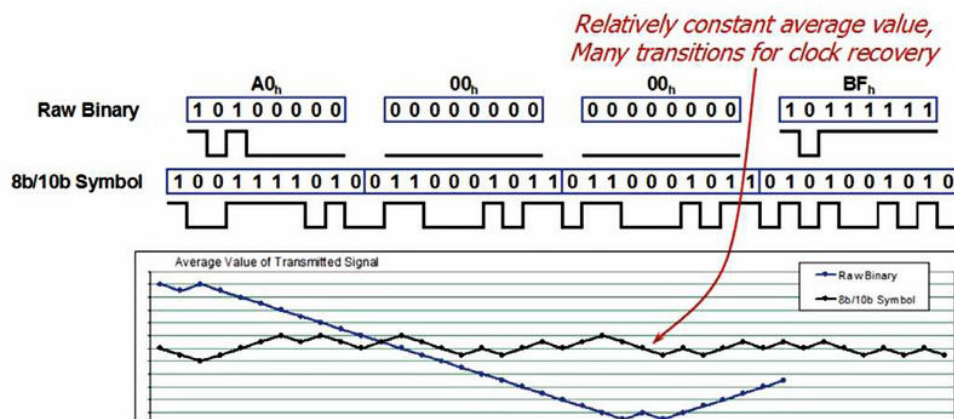 Relatively constant average value,
Many transitions for clock recovery
A0h 00h 00h BFh
Raw Binary 1 0 1 0 0 0 0 0 0 0 0 0 0 0 0 0 0 0 0 0 0 0 0 0 1 0 1 1 1 1 1 1
8b/10b Symbol 1 0 0 1 1 1 1 0 1 0 0 1 1 0 0 0 1 0 1 1 0 1 1 0 0 0 1 0 1 1 0 1 0 1 0 0 1 0 1 0
Average Value of Transmitted Signal
Raw Binary
8b/10b Symbol